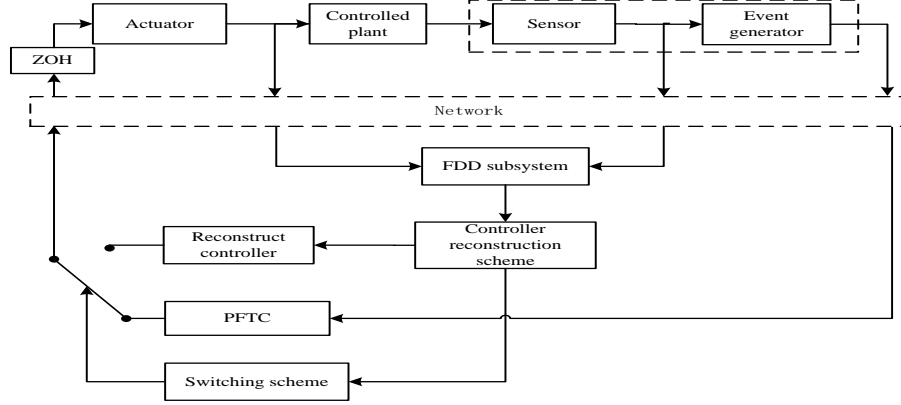 Actuator
Controlled
plant
Sensor
Event
generator
ZOH
Network
FDD subsystem
Reconstruct
controller
Controller
reconstruction
scheme
PFTC
Switching scheme